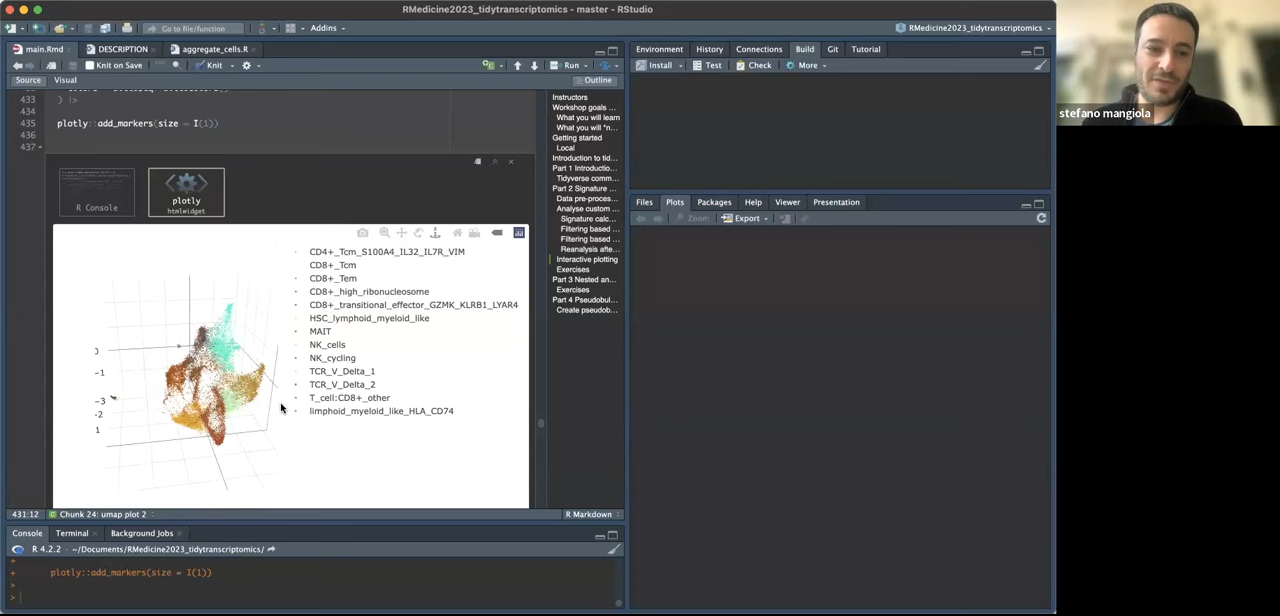 RMedicine2023_tidytranscriptomics - master - RStudio
Go to file/function
Addins
RMedicine2023_tidytranscriptomics
main.Rmd
DESCRIPTION
aggregate_cells.R
Knit on Save
Knit
Run
Source
Visual
Outline
433
) |>
434
435
plotly::add_markers(size = I(1))
436
437
R Console
plotly
htmlwidget
CD4+_Tcm_S100A4_IL32_IL7R_VIM
CD8+_Tcm
CD8+_Tem
CD8+_high_ribonucleosome
CD8+_transitional_effector_GZMK_KLRB1_LYAR4
HSC_lymphoid_myeloid_like
MAIT
NK_cells
NK_cycling
TCR_V_Delta_1
TCR_V_Delta_2
T_cell:CD8+_other
limphoid_myeloid_like_HLA_CD74
−1
−3
−2
1
Instructors
Workshop goals ...
What you will learn
What you will "n...
Getting started
Local
Introduction to tid...
Part 1 Introductio...
Tidyverse comm...
Part 2 Signature ...
Data pre-proces...
Analyse custom ...
Signature calc...
Filtering based ...
Filtering based ...
Reanalysis afte...
Interactive plotting
Exercises
Part 3 Nested an...
Exercises
Part 4 Pseudobul...
Create pseudob...
431:12
Chunk 24: umap plot 2
R Markdown
Console
Terminal
Background Jobs
R 4.2.2 · ~/Documents/RMedicine2023_tidytranscriptomics/
+
+ plotly::add_markers(size = I(1))
>
>
Environment
History
Connections
Build
Git
Tutorial
Install
Test
Check
More
Files
Plots
Packages
Help
Viewer
Presentation
Zoom
Export
stefano mangiola